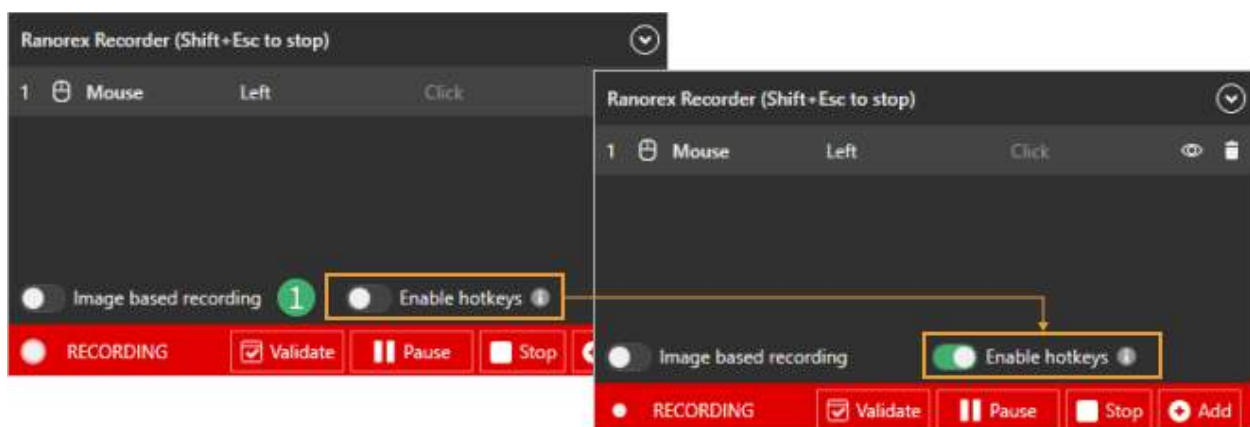 Ranorex Recorder (Shift+Esc to stop)
1 Mouse Left Click
Image based recording 1 Enable hotkeys
RECORDING Validate Pause Stop
Ranorex Recorder (Shift+Esc to stop)
1 Mouse Left Click
Image based recording Enable hotkeys
RECORDING Validate Pause Stop Add